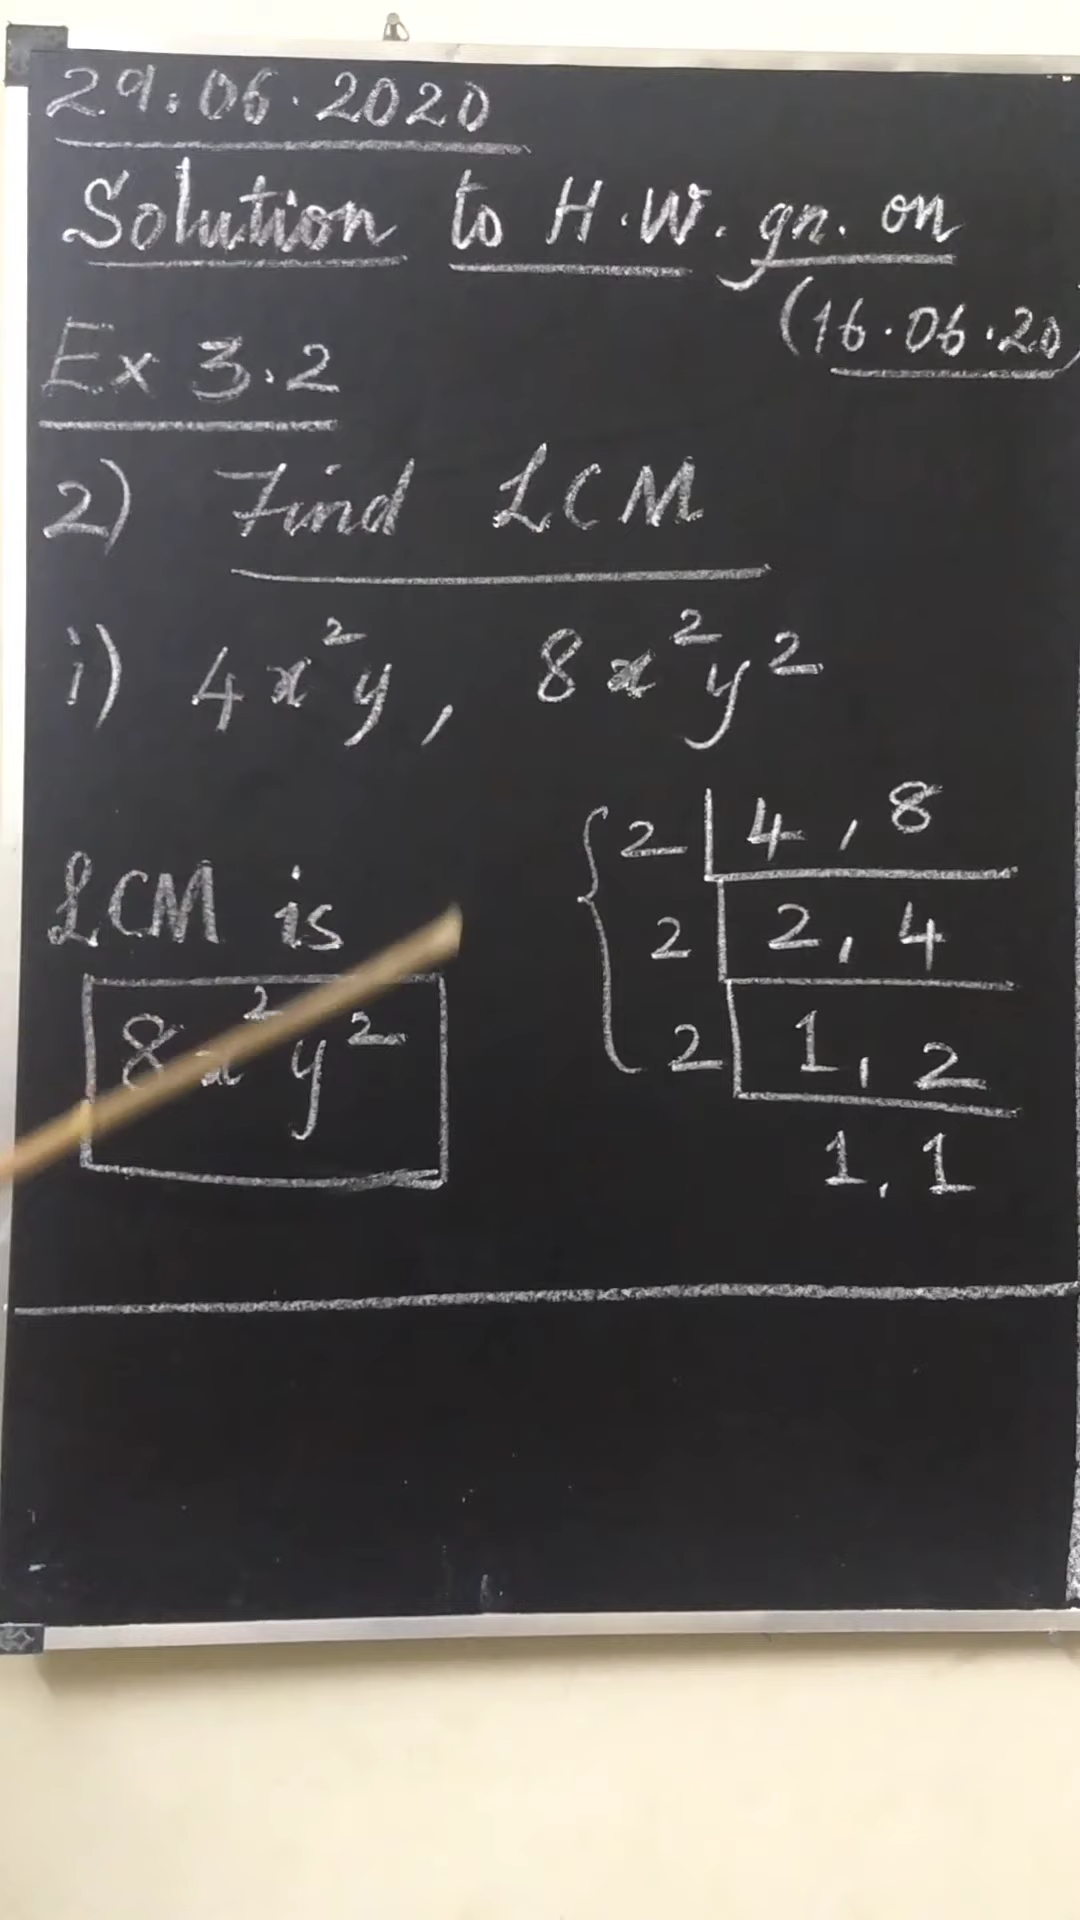 29.06.2020
Solution to H.W. gn. on
(16.06.20)
Ex 3.2
2) Find LCM
i) 4x²y, 8x²y²
2 | 4, 8
LCM is
2 | 2, 4
8x²y²
2 | 1, 2
1, 1